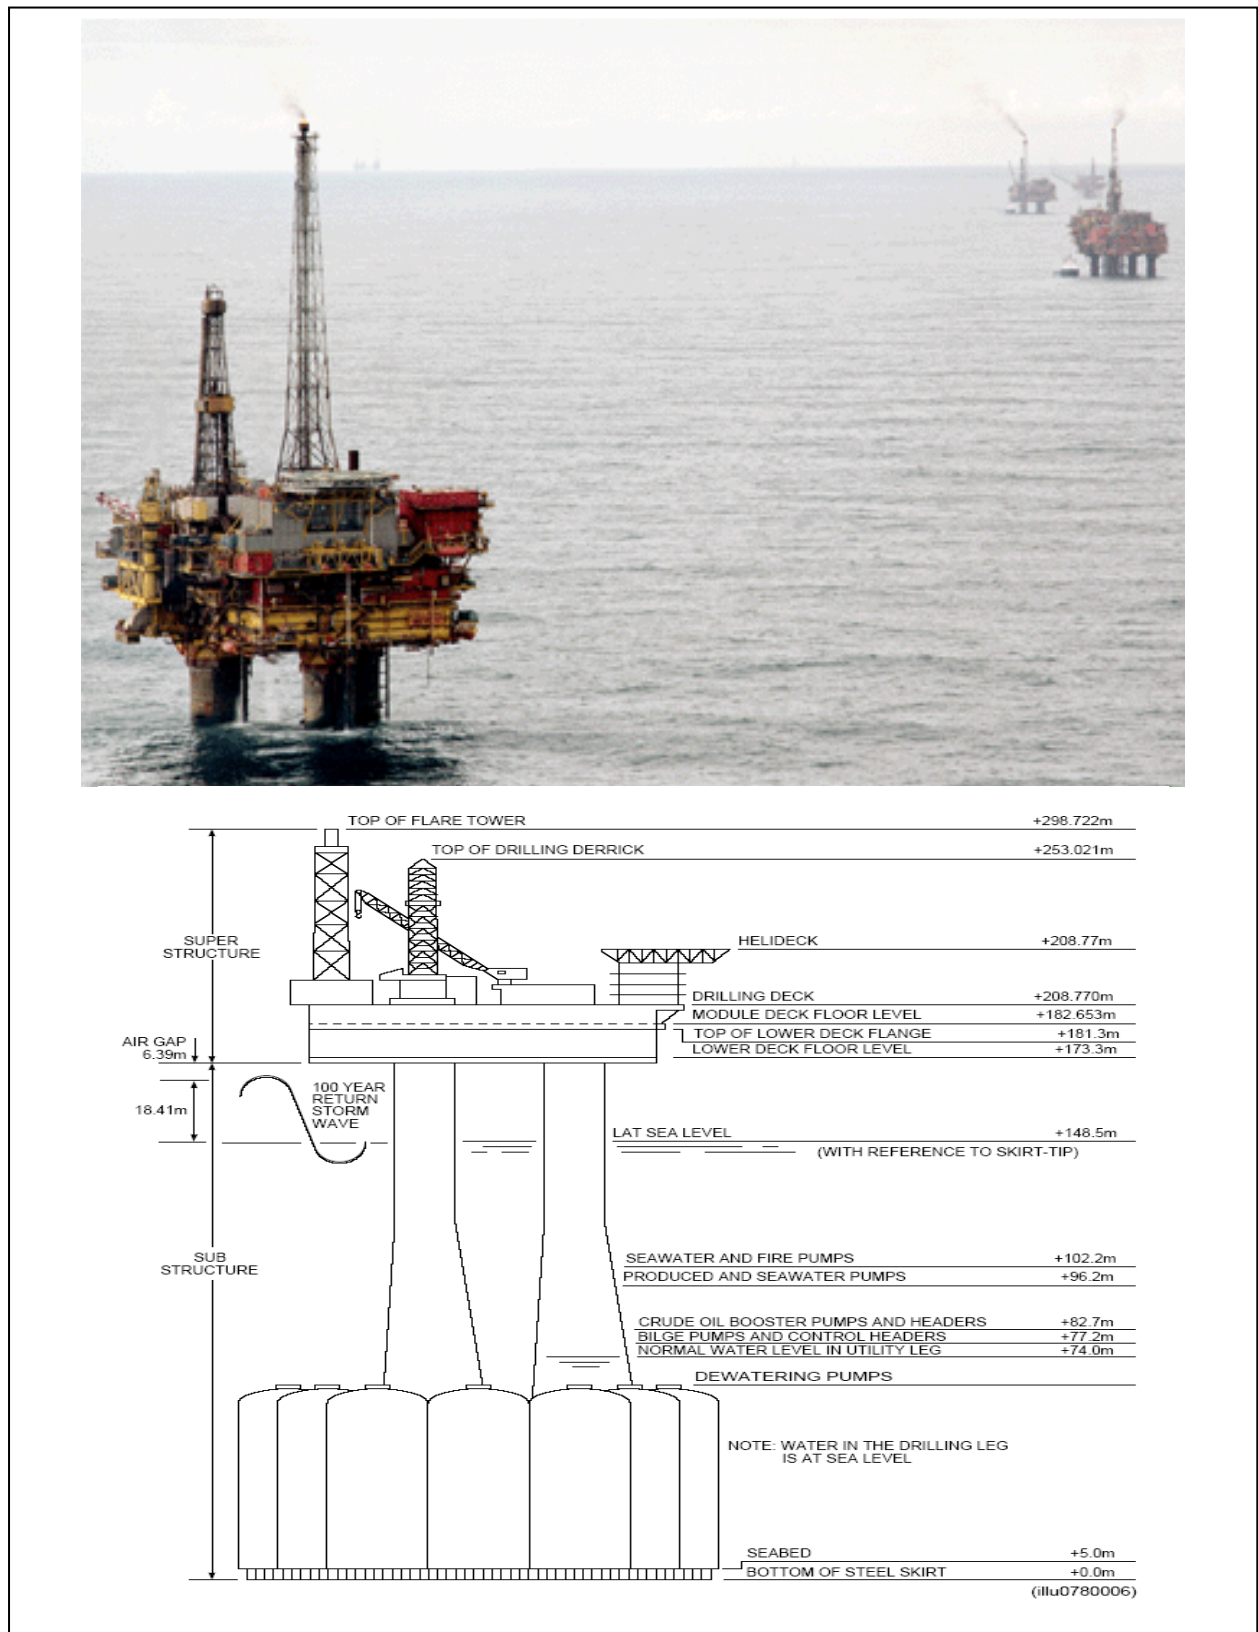 TOP OF FLARE TOWER +298.722m
TOP OF DRILLING DERRICK +253.021m
SUPER
STRUCTURE
HELIDECK +208.77m
DRILLING DECK +208.770m
MODULE DECK FLOOR LEVEL +182.653m
TOP OF LOWER DECK FLANGE +181.3m
LOWER DECK FLOOR LEVEL +173.3m
AIR GAP
6.39m
18.41m
100 YEAR
RETURN
STORM
WAVE
LAT SEA LEVEL +148.5m
(WITH REFERENCE TO SKIRT-TIP)
SUB
STRUCTURE
SEAWATER AND FIRE PUMPS +102.2m
PRODUCED AND SEAWATER PUMPS +96.2m
CRUDE OIL BOOSTER PUMPS AND HEADERS +82.7m
BILGE PUMPS AND CONTROL HEADERS +77.2m
NORMAL WATER LEVEL IN UTILITY LEG +74.0m
DEWATERING PUMPS
NOTE: WATER IN THE DRILLING LEG
IS AT SEA LEVEL
SEABED +5.0m
BOTTOM OF STEEL SKIRT +0.0m
(illu0780006)